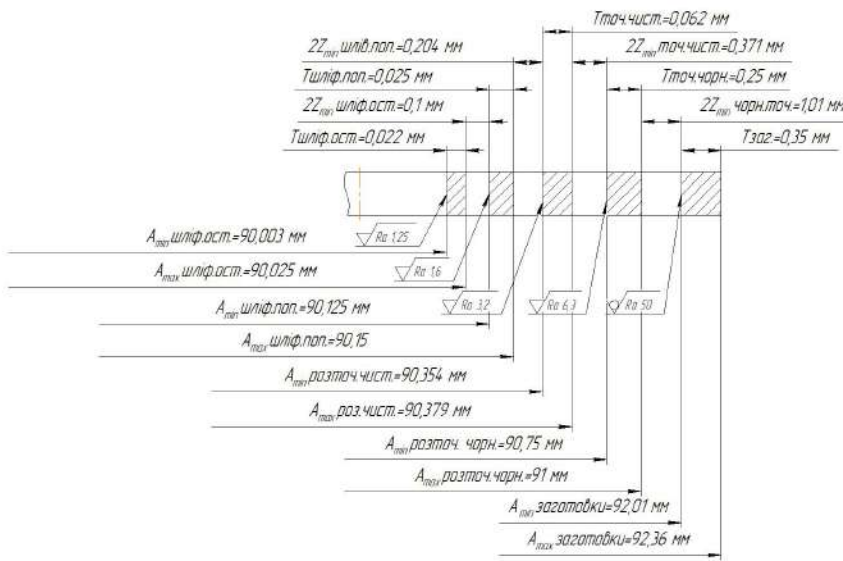 Tточ.чист.=0,062 мм
2Zmin шлів.поп.=0,204 мм
2Zmin точ.чист.=0,371 мм
Tшліф.поп.=0,025 мм
Tточ.чорн.=0,25 мм
2Zmin шліф.ост.=0,1 мм
2Zmin чорн.точ.=1,01 мм
Tшліф.ост.=0,022 мм
Tзаг.=0,35 мм
Amin шліф.ост.=90,003 мм
Ra 1,25
Amax шліф.ост.=90,025 мм
Ra 1,6
Amin шліф.поп.=90,125 мм
Ra 3,2
Ra 6,3
Ra 50
Amax шліф.поп.=90,15
Amin розточ.чист.=90,354 мм
Amax роз.чист.=90,379 мм
Amin розточ. чорн.=90,75 мм
Amax розточ.чорн.=91 мм
Amin заготовки=92,01 мм
Amax заготовки=92,36 мм